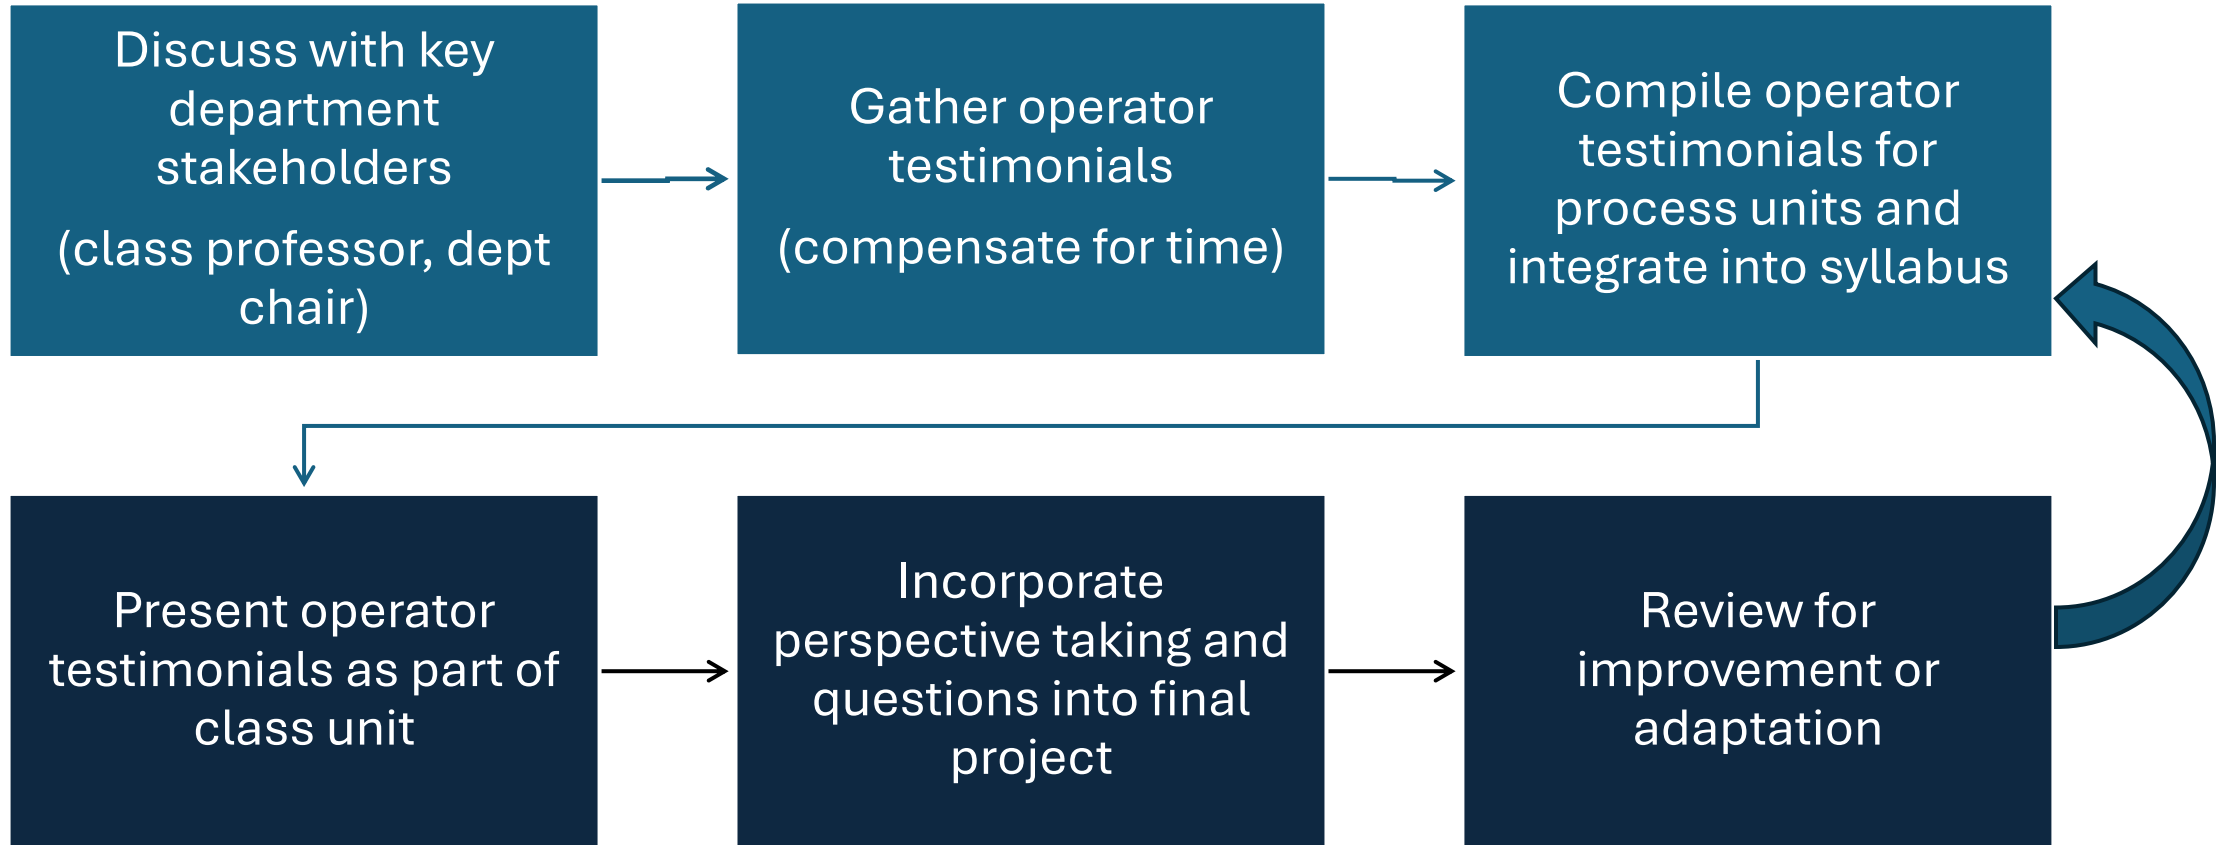 Discuss with key
department
stakeholders
(class professor, dept
chair)
Gather operator
testimonials
(compensate for time)
Compile operator
testimonials for
process units and
integrate into syllabus
Present operator
testimonials as part of
class unit
Incorporate
perspective taking and
questions into final
project
Review for
improvement or
adaptation